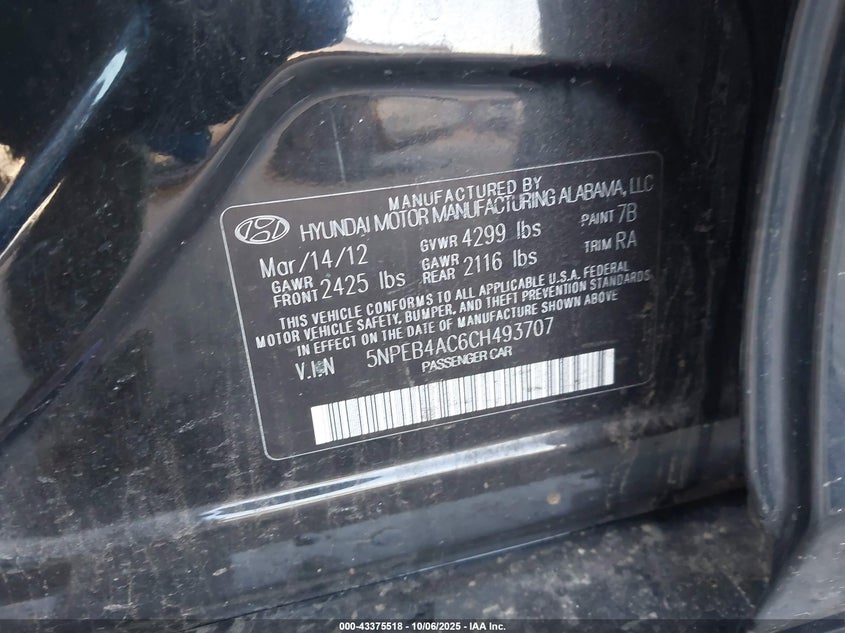 MANUFACTURED BY
HYUNDAI MOTOR MANUFACTURING ALABAMA, LLC
Mar/14/12 GVWR 4299 lbs PAINT 7B
GAWR FRONT 2425 lbs GAWR REAR 2116 lbs TRIM RA
THIS VEHICLE CONFORMS TO ALL APPLICABLE U.S.A. FEDERAL
MOTOR VEHICLE SAFETY, BUMPER, AND THEFT PREVENTION STANDARDS
IN EFFECT ON THE DATE OF MANUFACTURE SHOWN ABOVE
V.I.N 5NPEB4AC6CH493707
PASSENGER CAR
000-43375518 - 10/06/2025 - IAA Inc.